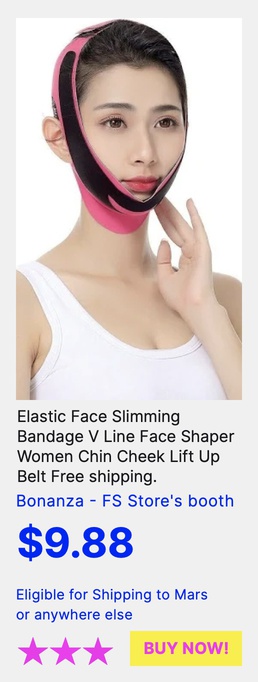 Elastic Face Slimming
Bandage V Line Face Shaper
Women Chin Cheek Lift Up
Belt Free shipping.
Bonanza - FS Store's booth
$9.88
Eligible for Shipping to Mars
or anywhere else
BUY NOW!